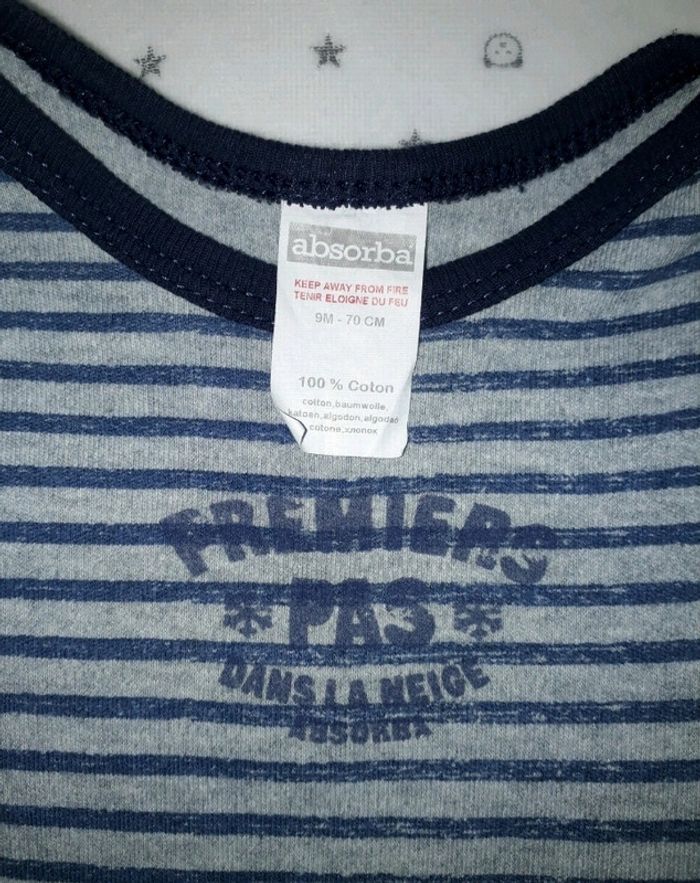 absorba
KEEP AWAY FROM FIRE
TENIR ELOIGNE DU FEU
9M - 70 CM
100 % Coton
cotton,baumwolle,
katoen,algodon,algodao
cotone,хлопок
PREMIERS
PAS
DANS LA NEIGE
ABSORBA